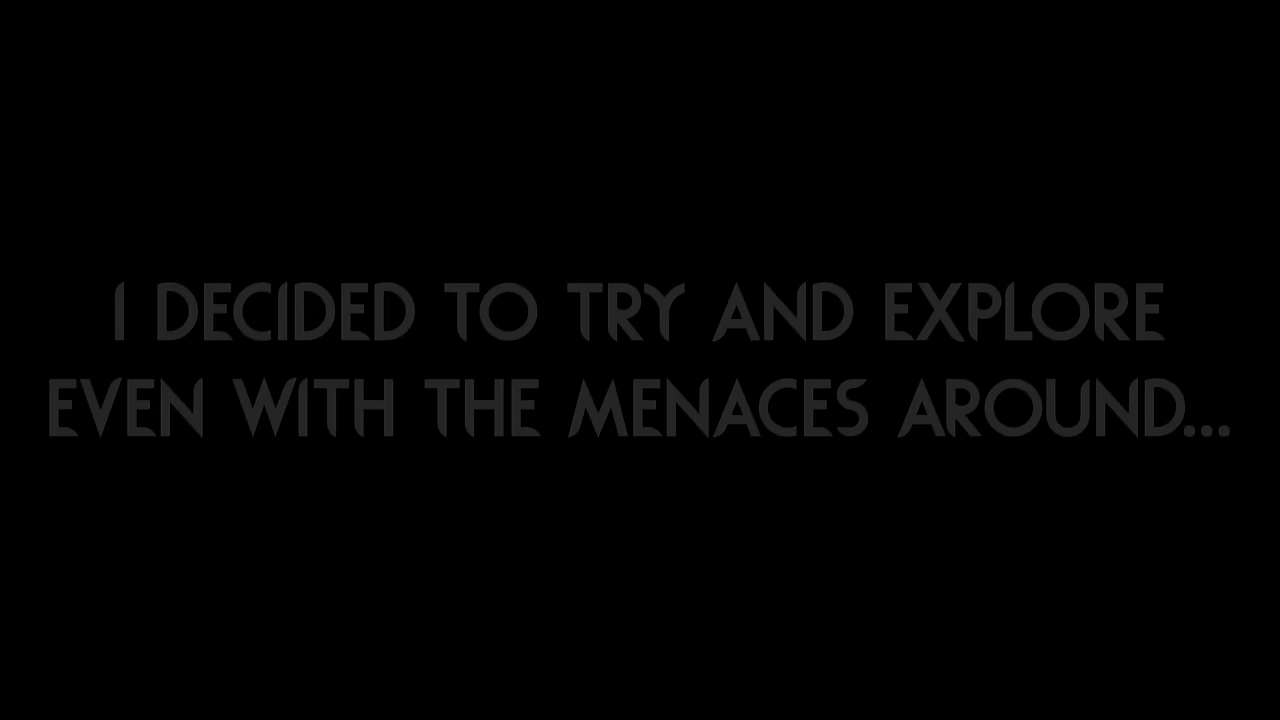 I DECIDED TO TRY AND EXPLORE
EVEN WITH THE MENACES AROUND...